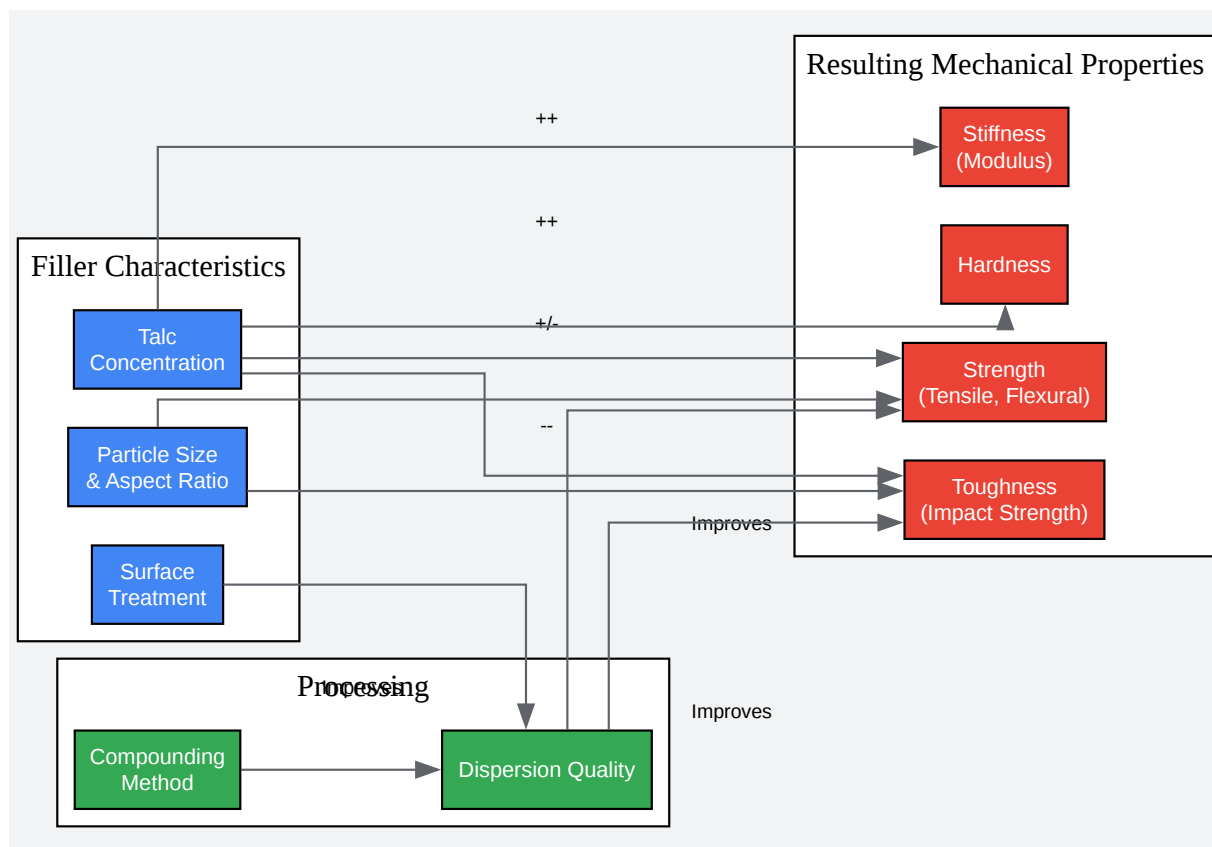 Resulting Mechanical Properties
++
Stiffness
(Modulus)
++
Hardness
Filler Characteristics
Talc
Concentration
+/-
Strength
(Tensile, Flexural)
Particle Size
& Aspect Ratio
--
Toughness
(Impact Strength)
Improves
Surface
Treatment
Processing
Improves
Improves
Compounding
Method
Dispersion Quality